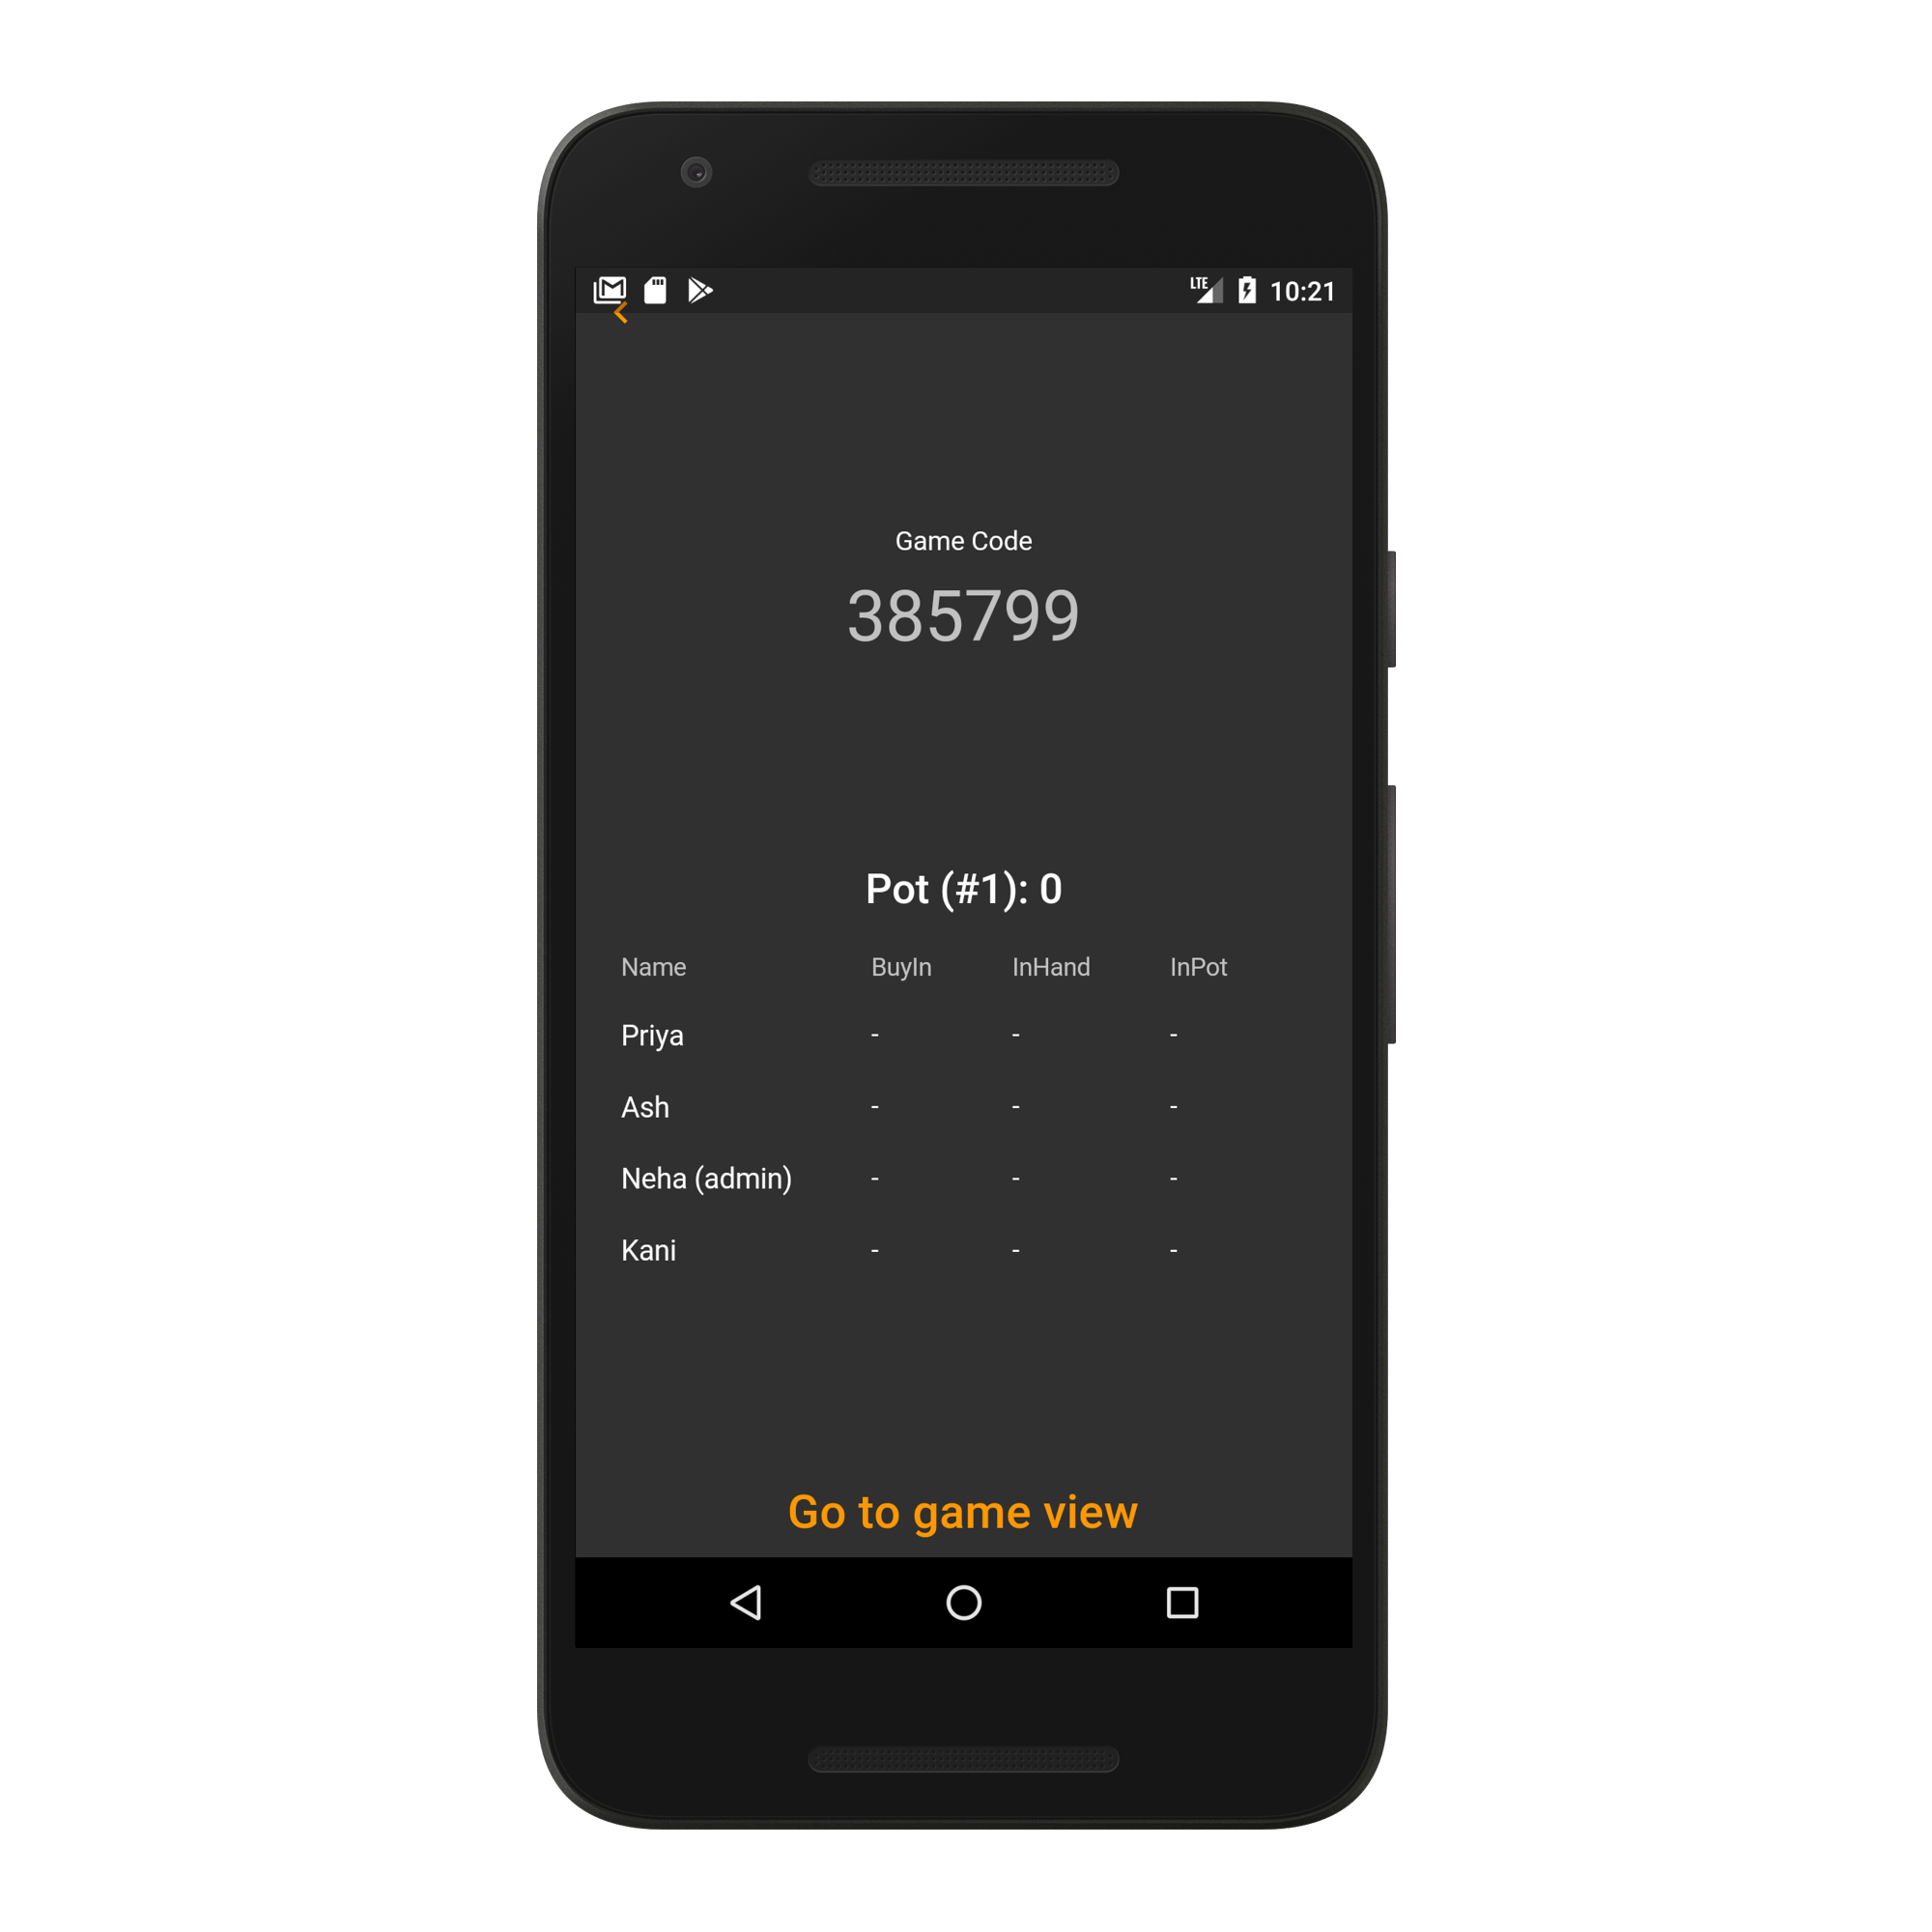 LTE 10:21
Game Code
385799
Pot (#1): 0
Name BuyIn InHand InPot
Priya - - -
Ash - - -
Neha (admin) - - -
Kani - - -
Go to game view